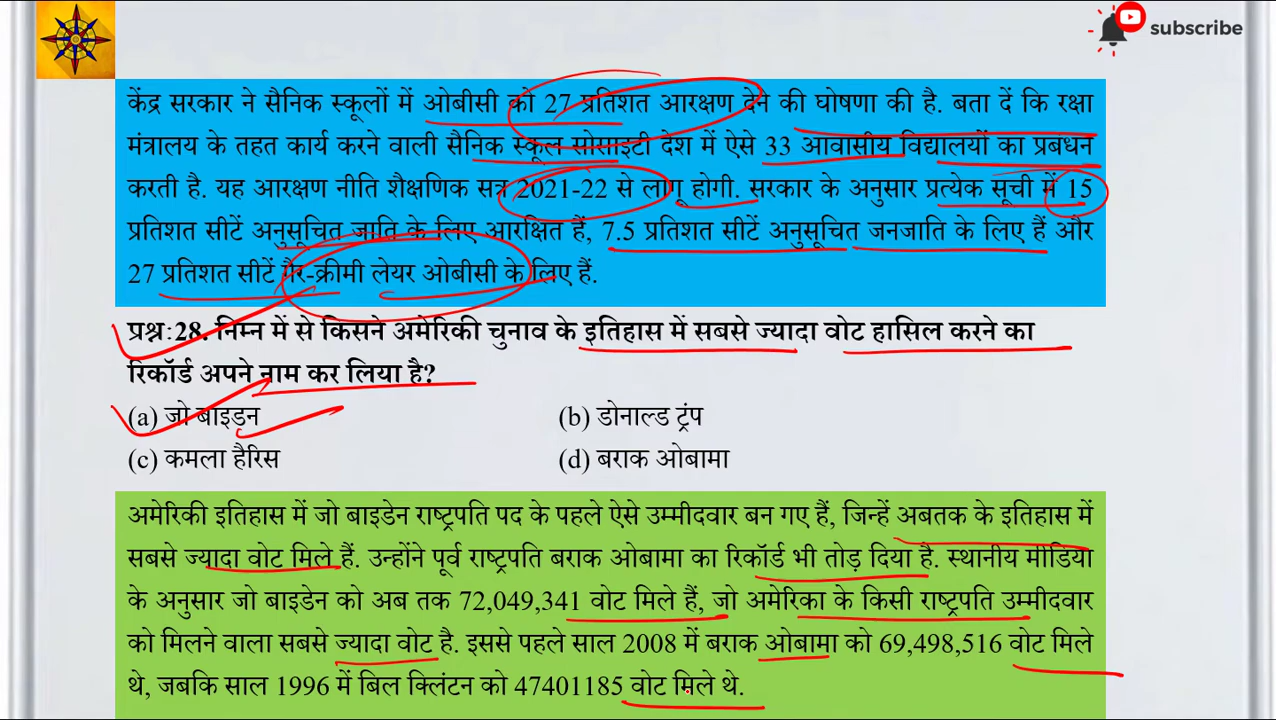 subscribe
केंद्र सरकार ने सैनिक स्कूलों में ओबीसी को 27 प्रतिशत आरक्षण देने की घोषणा की है. बता दें कि रक्षा
मंत्रालय के तहत कार्य करने वाली सैनिक स्कूल सोसाइटी देश में ऐसे 33 आवासीय विद्यालयों का प्रबंधन
करती है. यह आरक्षण नीति शैक्षणिक सत्र 2021-22 से लागू होगी. सरकार के अनुसार प्रत्येक सूची में 15
प्रतिशत सीटें अनुसूचित जाति के लिए आरक्षित हैं, 7.5 प्रतिशत सीटें अनुसूचित जनजाति के लिए हैं और
27 प्रतिशत सीटें गैर-क्रीमी लेयर ओबीसी के लिए हैं.
प्रश्न:28. निम्न में से किसने अमेरिकी चुनाव के इतिहास में सबसे ज्यादा वोट हासिल करने का
रिकॉर्ड अपने नाम कर लिया है?
(a) जो बाइडन (b) डोनाल्ड ट्रंप
(c) कमला हैरिस (d) बराक ओबामा
अमेरिकी इतिहास में जो बाइडेन राष्ट्रपति पद के पहले ऐसे उम्मीदवार बन गए हैं, जिन्हें अबतक के इतिहास में
सबसे ज्यादा वोट मिले हैं. उन्होंने पूर्व राष्ट्रपति बराक ओबामा का रिकॉर्ड भी तोड़ दिया है. स्थानीय मीडिया
के अनुसार जो बाइडेन को अब तक 72,049,341 वोट मिले हैं, जो अमेरिका के किसी राष्ट्रपति उम्मीदवार
को मिलने वाला सबसे ज्यादा वोट है. इससे पहले साल 2008 में बराक ओबामा को 69,498,516 वोट मिले
थे, जबकि साल 1996 में बिल क्लिंटन को 47401185 वोट मिले थे.